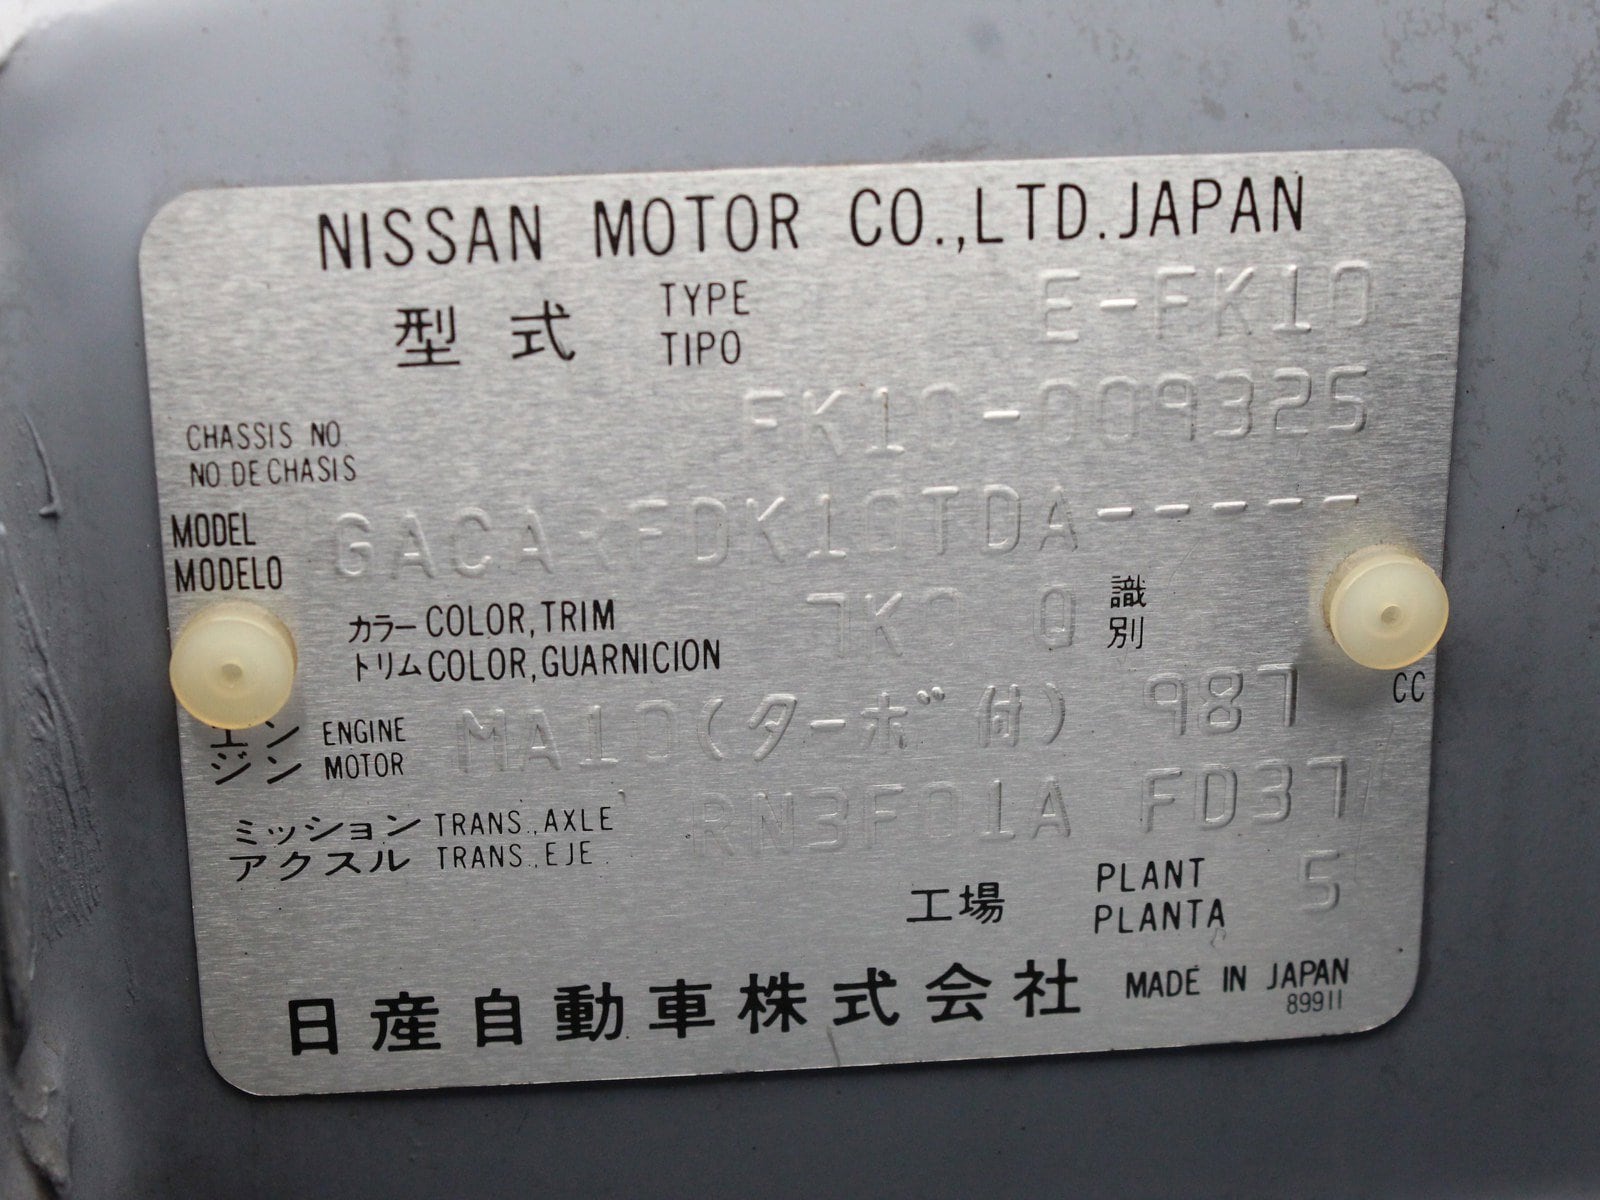 NISSAN MOTOR CO.,LTD.JAPAN
型式 TYPE TIPO E-FK10
CHASSIS NO. NO.DE CHASIS FK10-009325
MODEL MODELO GACARFDK10TDA-----
カラー COLOR,TRIM
トリム COLOR,GUARNICION 7K0 0 識別
エンジン ENGINE MOTOR MA10(ターボ付) 987 CC
ミッション TRANS.,AXLE
アクスル TRANS.,EJE RN3F01A FD37
工場 PLANT PLANTA 5
日産自動車株式会社 MADE IN JAPAN
89911